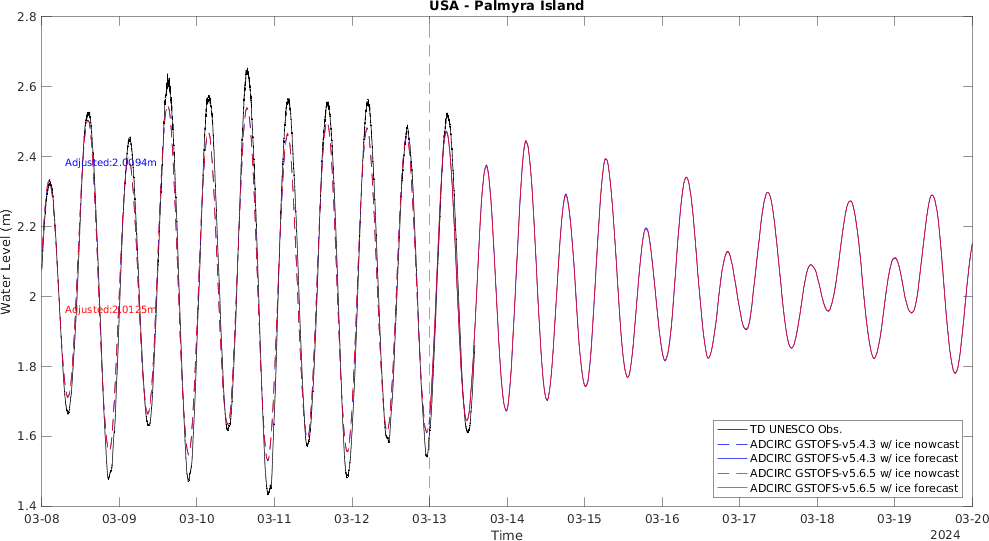 USA - Palmyra Island
2.8
2.6
2.4
2.2
2
1.8
1.6
1.4
Water Level (m)
Adjusted:2.0094m
Adjusted:2.0125m
TD UNESCO Obs.
ADCIRC GSTOFS-v5.4.3 w/ ice nowcast
ADCIRC GSTOFS-v5.4.3 w/ ice forecast
ADCIRC GSTOFS-v5.6.5 w/ ice nowcast
ADCIRC GSTOFS-v5.6.5 w/ ice forecast
03-08 03-09 03-10 03-11 03-12 03-13 03-14 03-15 03-16 03-17 03-18 03-19 03-20
Time
2024